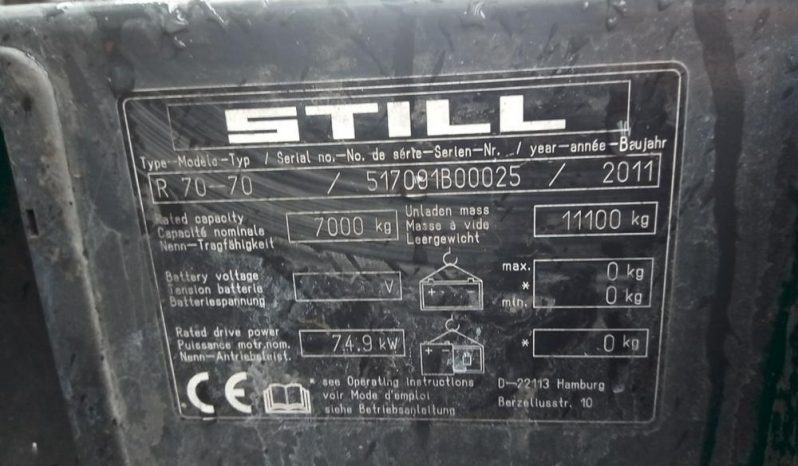 STILL
Type-Modèle-Typ / Serial no.-No. de série-Serien-Nr. / year-année-Baujahr
R 70-70 / 517081B00025 / 2011
Rated capacity
Capacité nominale
Nenn-Tragfähigkeit
7000 kg
Unladen mass
Masse à vide
Leergewicht
11100 kg
Battery voltage
Tension batterie
Batteriespannung
V
+ -
max.
*
min.
0 kg
0 kg
Rated drive power
Puissance motr.nom.
Nenn-Antriebsleist.
74.9 kW
+ -
*
0 kg
CE
* see Operating Instructions
voir Mode d'emploi
siehe Betriebsanleitung
D-22113 Hamburg
Berzeliusstr. 10